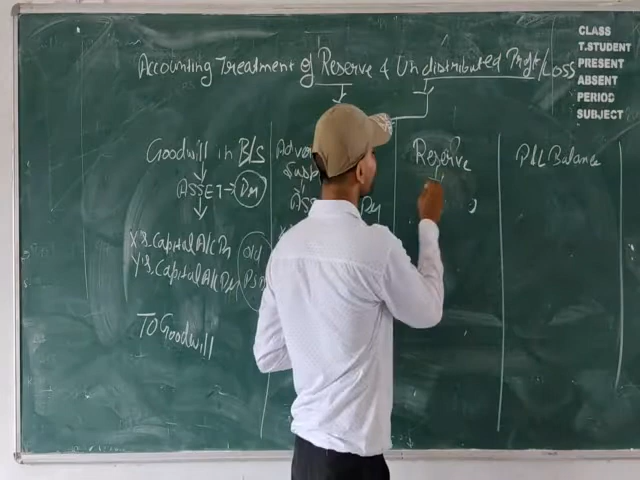 CLASS
T.STUDENT
PRESENT
ABSENT
PERIOD
SUBJECT
Accounting Treatment of Reserve & Undistributed Profit/Loss
Goodwill in B/S
ASSET → Dr
X's Capital A/c Dr
Y's Capital A/c Dr
old
PSR
TO Goodwill
Reserve
P&L Balance